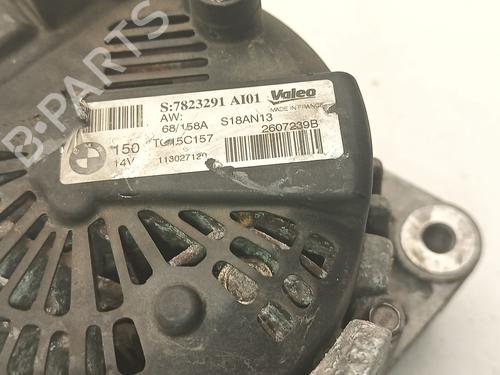 S:7823291 AI01
Valeo
AW:
MADE IN FRANCE
68/158A S18AN13
150 TG15C157
2607239B
14V
B-Parts